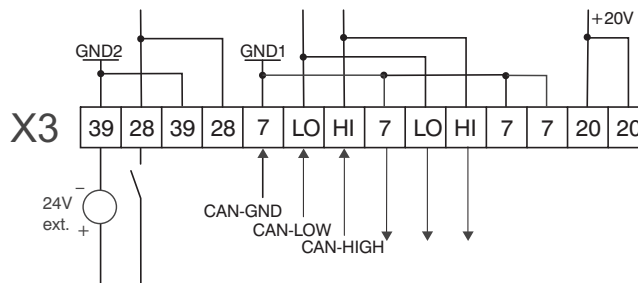 +20V
GND2 GND1
X3 39 28 39 28 7 LO HI 7 LO HI 7 7 20 20
24V
ext.
−
+
CAN-GND
CAN-LOW
CAN-HIGH